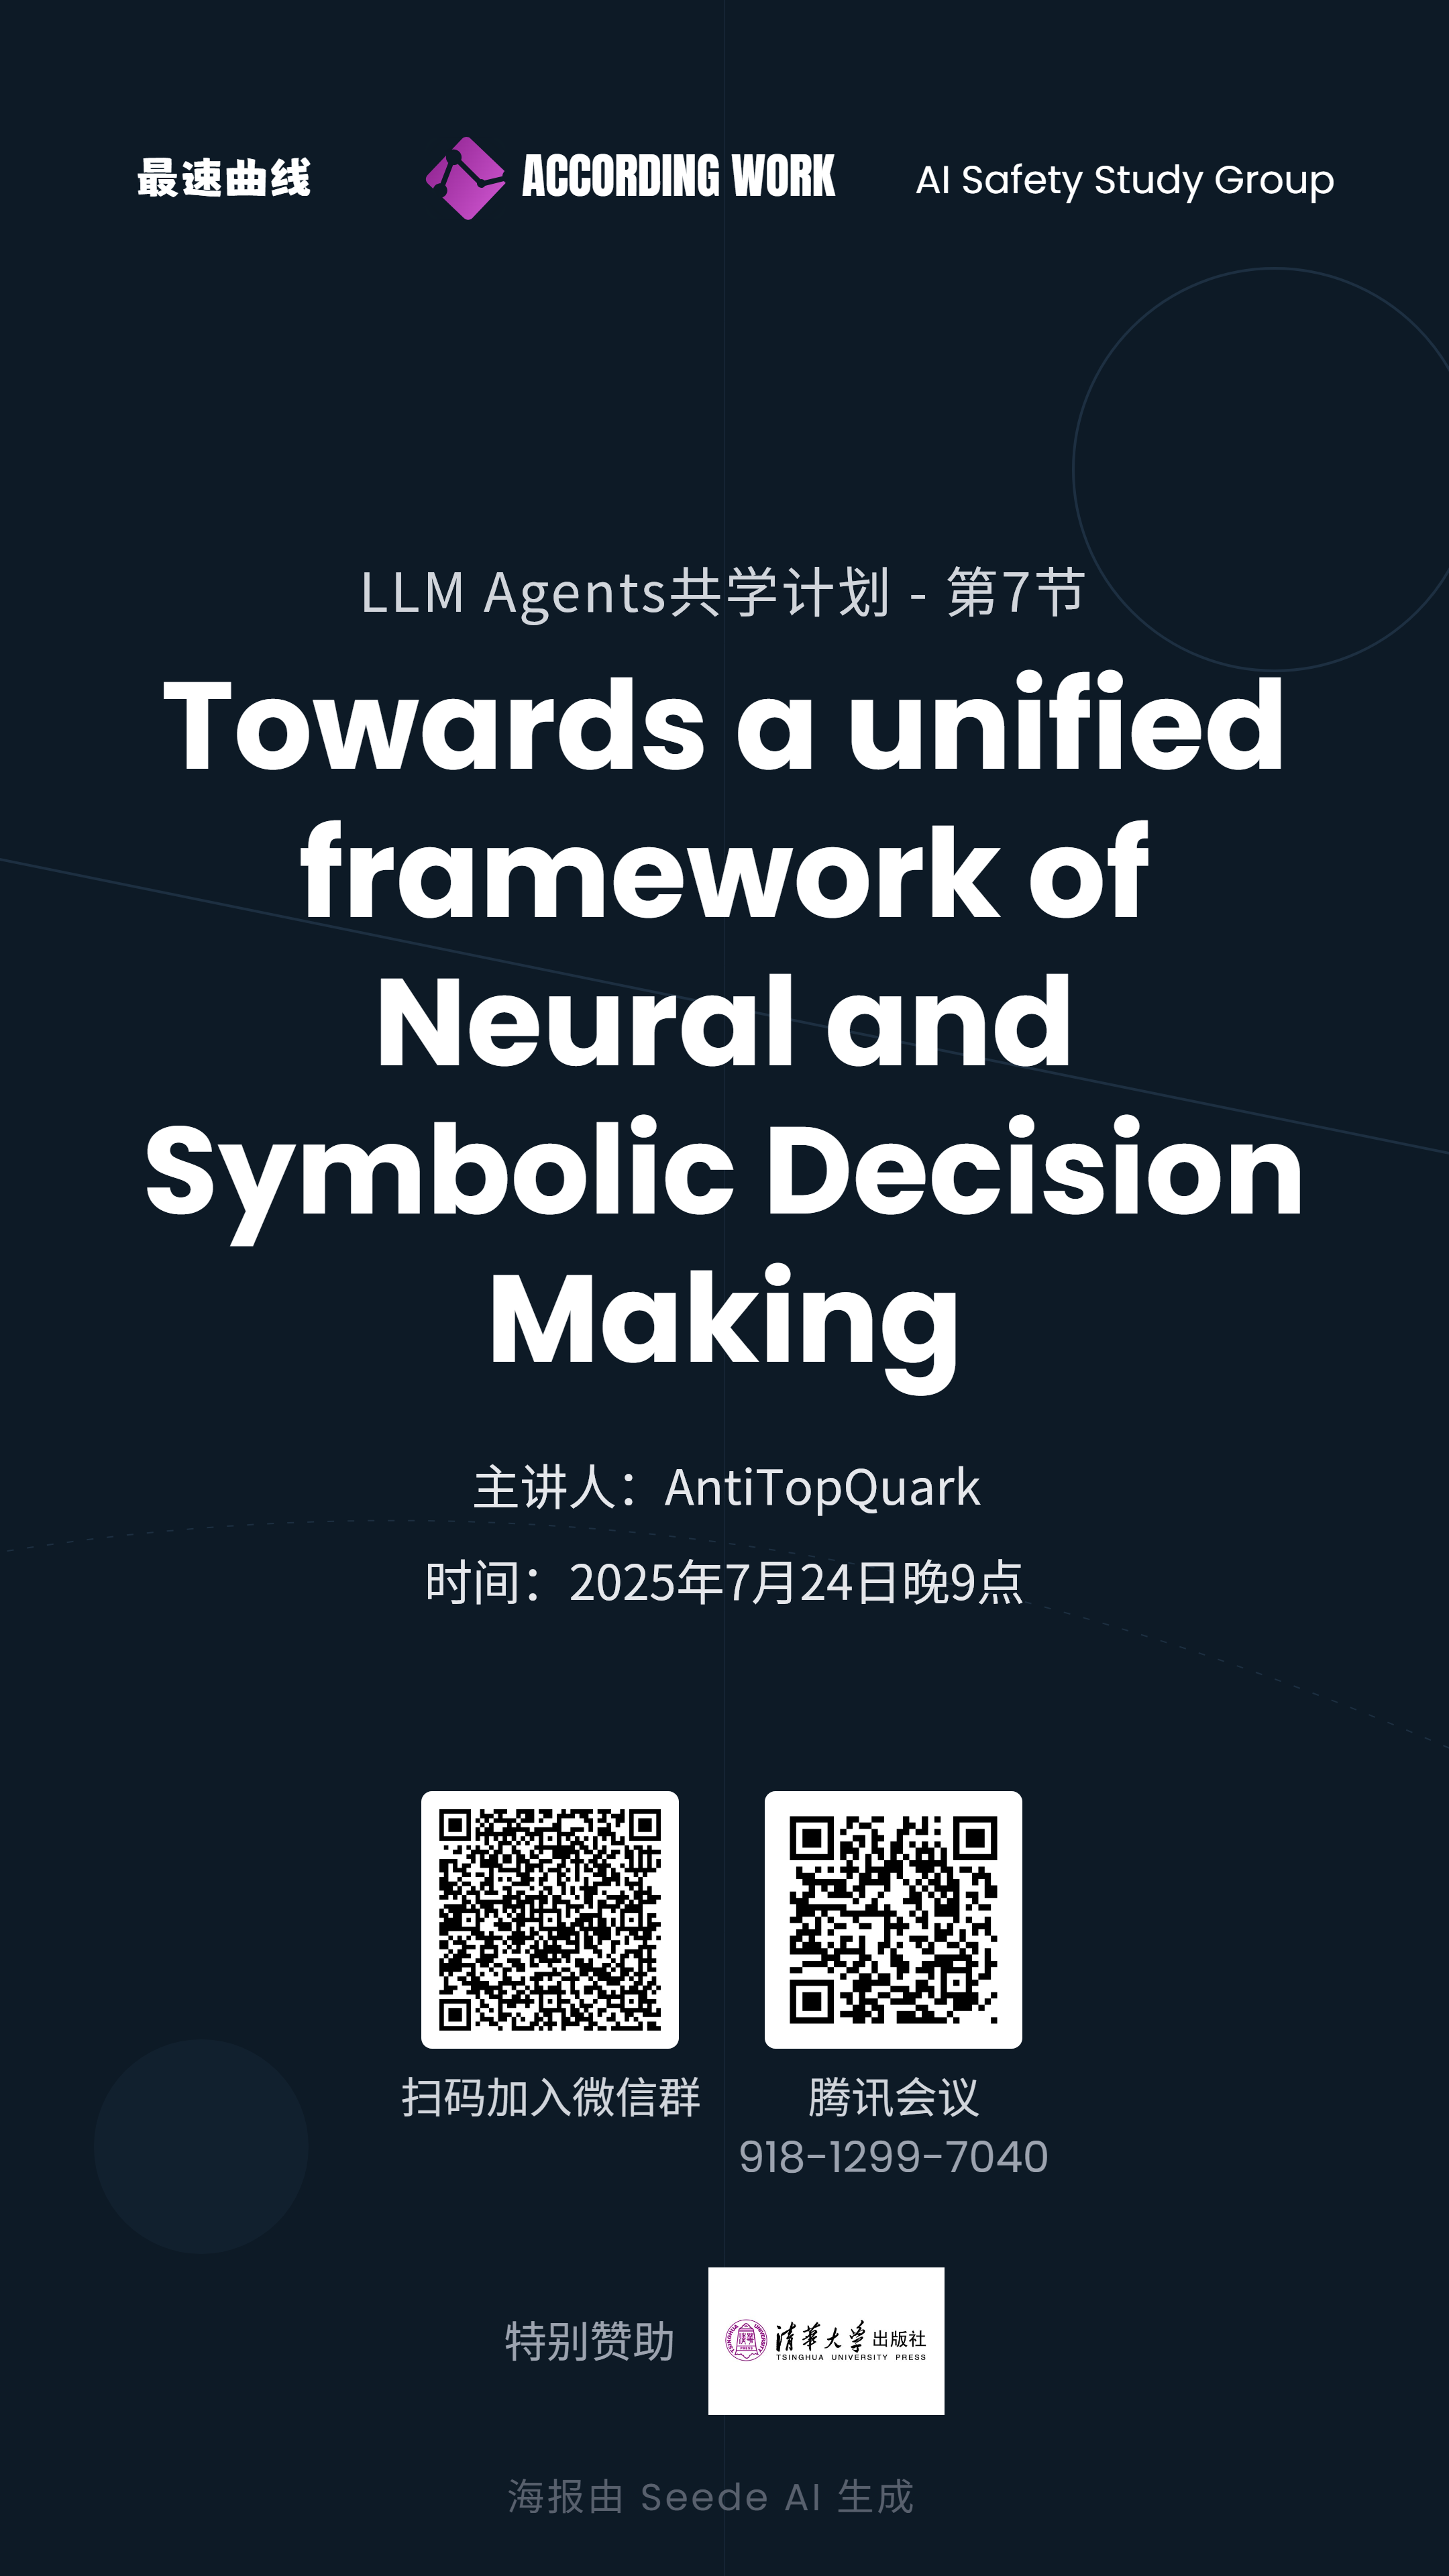 最速曲线
ACCORDING WORK
AI Safety Study Group
LLM Agents共学计划 - 第7节
Towards a unified
framework of
Neural and
Symbolic Decision
Making
主讲人：AntiTopQuark
时间：2025年7月24日晚9点
扫码加入微信群
腾讯会议
918-1299-7040
特别赞助
清華大学出版社
TSINGHUA UNIVERSITY PRESS
海报由 Seede AI 生成